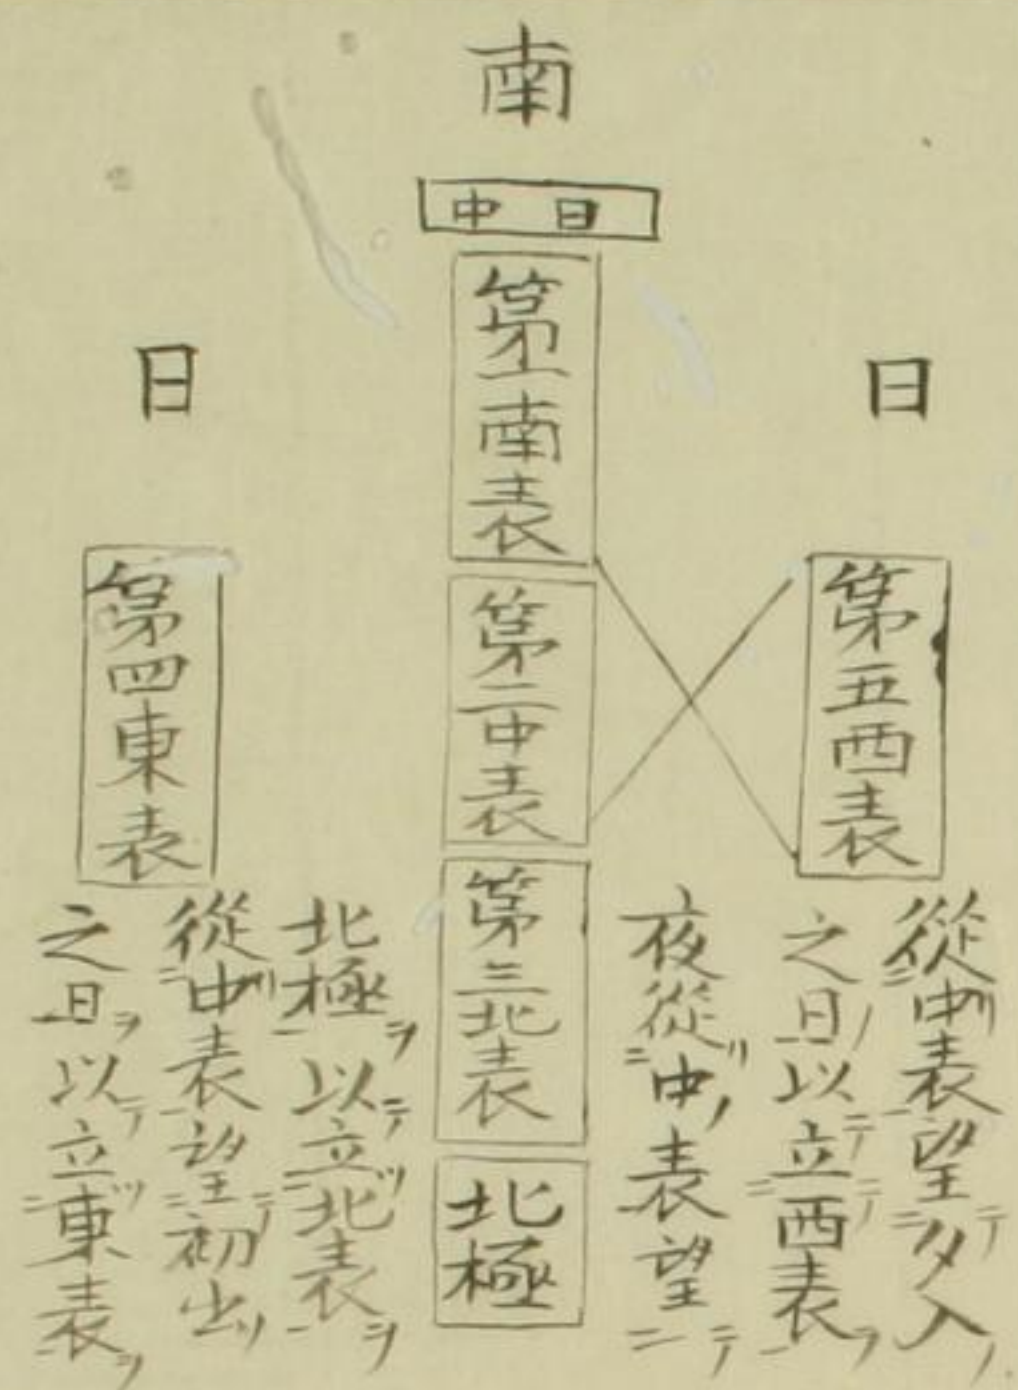 南
日中
第一南表
日
日
第五西表
第二中表
第四東表
第三北表
北極
從中表望夕入
之日以立西表
夜從中表望
北極以立北表
從中表望初出
之日以立東表